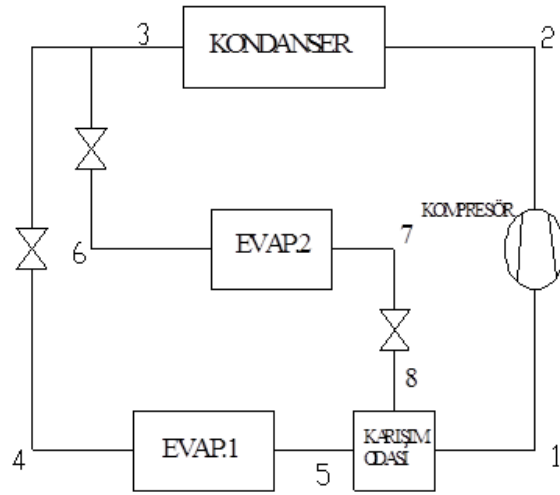 3
KONDANSER
2
KOMPRESÖR
6
EVAP.2
7
8
4
EVAP.1
5
KARIŞIM
ODASİ
1